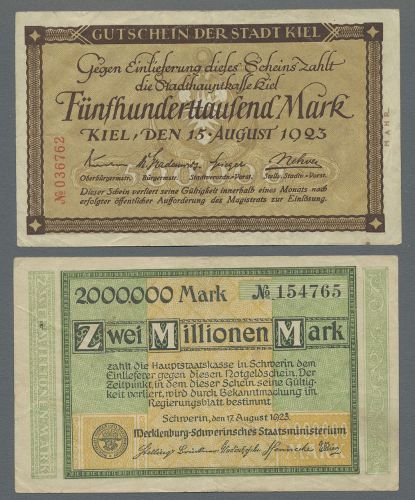 GUTSCHEIN DER STADT KIEL
Gegen Einlieferung dieses Scheins zahlt
die Stadthauptkasse Kiel
Fünfhunderttausend Mark
KIEL, DEN 15. AUGUST 1923
Oberbürgermstr. Bürgermstr. Stadtverordn.-Vorst. Stellv. Stadtv.-Vorst.
Dieser Schein verliert seine Gültigkeit innerhalb eines Monats nach
erfolgter öffentlicher Aufforderung des Magistrats zur Einlösung.
№ 036762
MAHR
2000,000 Mark № 154765
Zwei Millionen Mark
zahlt die Hauptstaatskasse in Schwerin dem
Einlieferer gegen diesen Notgeldschein. Der
Zeitpunkt, in dem dieser Schein seine Gültig-
keit verliert, wird durch Bekanntmachung im
Regierungsblatt bestimmt
Schwerin, den 17. August 1923.
Mecklenburg-Schwerinsches Staatsministerium